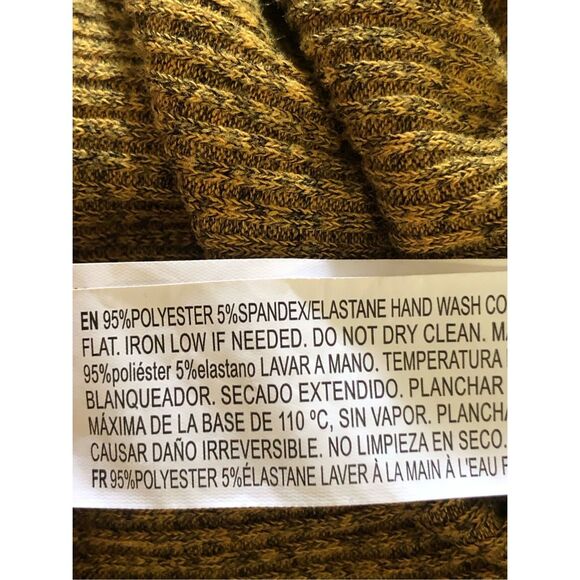 EN 95%POLYESTER 5%SPANDEX/ELASTANE HAND WASH CO
FLAT. IRON LOW IF NEEDED. DO NOT DRY CLEAN. MA
95%poliéster 5%elastano LAVAR A MANO. TEMPERATURA
BLANQUEADOR. SECADO EXTENDIDO. PLANCHAR
MÁXIMA DE LA BASE DE 110 ºC, SIN VAPOR. PLANCHA
CAUSAR DAÑO IRREVERSIBLE. NO LIMPIEZA EN SECO.
FR 95%POLYESTER 5%ÉLASTANE LAVER À LA MAIN À L'EAU F